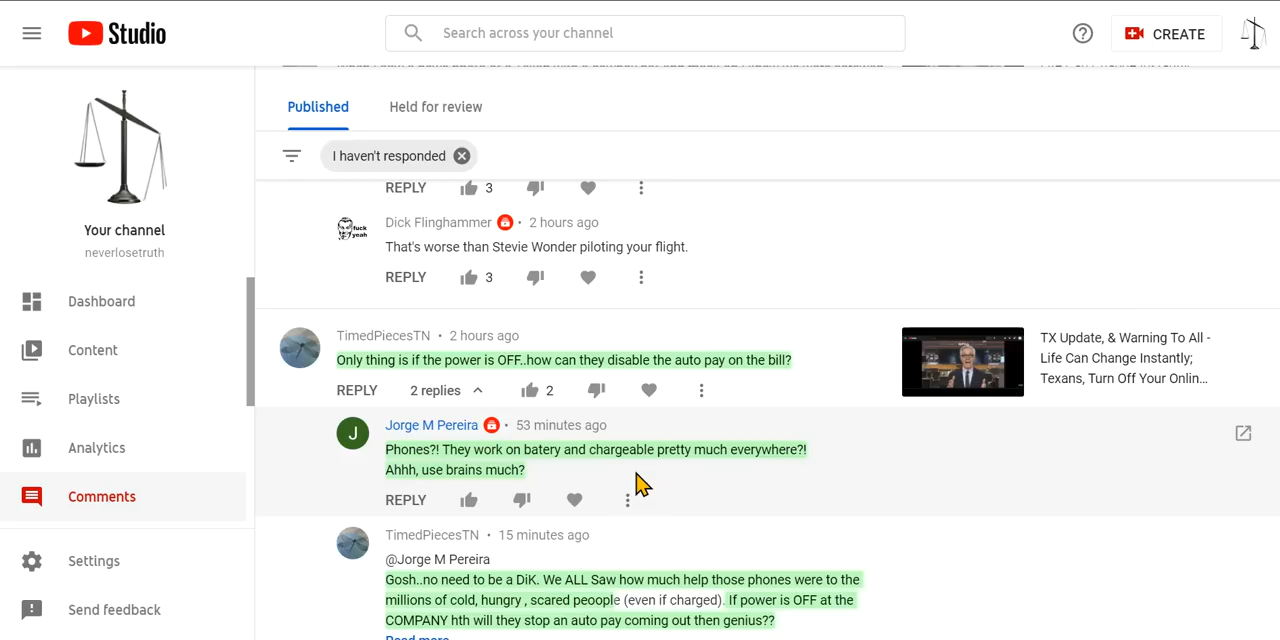 Studio
Search across your channel
CREATE
Published
Held for review
I haven't responded
Your channel
neverlosetruth
Dashboard
Content
Playlists
Analytics
Comments
Settings
Send feedback
REPLY 3
fuck
yeah
Dick Flinghammer • 2 hours ago
That's worse than Stevie Wonder piloting your flight.
REPLY 3
TimedPiecesTN • 2 hours ago
Only thing is if the power is OFF..how can they disable the auto pay on the bill?
REPLY 2 replies 2
TX Update, & Warning To All -
Life Can Change Instantly;
Texans, Turn Off Your Onlin...
J
Jorge M Pereira • 53 minutes ago
Phones?! They work on batery and chargeable pretty much everywhere?!
Ahhh, use brains much?
REPLY
TimedPiecesTN • 15 minutes ago
@Jorge M Pereira
Gosh..no need to be a DiK. We ALL Saw how much help those phones were to the
millions of cold, hungry , scared peoople (even if charged). If power is OFF at the
COMPANY hth will they stop an auto pay coming out then genius??
Read more